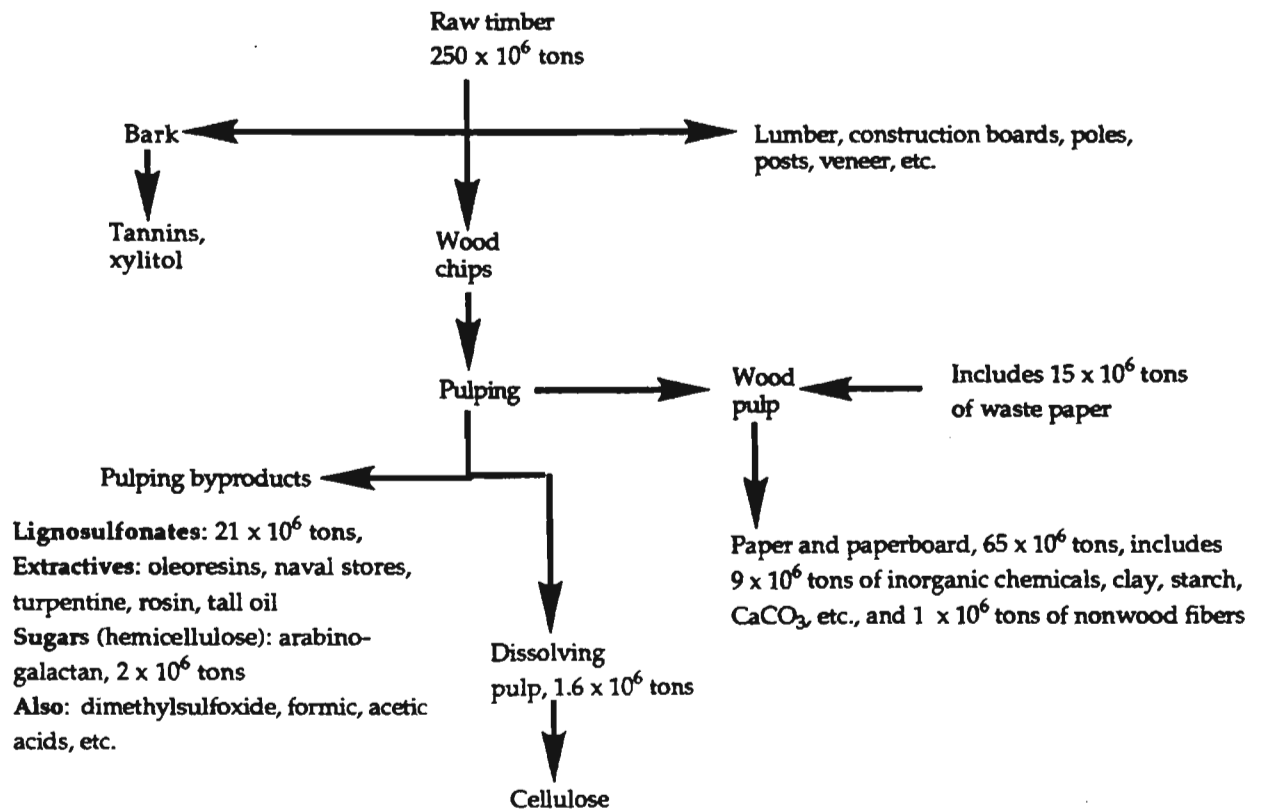 Raw timber
250 x 10⁶ tons
Bark
Lumber, construction boards, poles,
posts, veneer, etc.
Tannins,
xylitol
Wood
chips
Pulping
Wood
pulp
Includes 15 x 10⁶ tons
of waste paper
Pulping byproducts
Lignosulfonates: 21 x 10⁶ tons,
Extractives: oleoresins, naval stores,
turpentine, rosin, tall oil
Sugars (hemicellulose): arabino-
galactan, 2 x 10⁶ tons
Also: dimethylsulfoxide, formic, acetic
acids, etc.
Paper and paperboard, 65 x 10⁶ tons, includes
9 x 10⁶ tons of inorganic chemicals, clay, starch,
CaCO₃, etc., and 1 x 10⁶ tons of nonwood fibers
Dissolving
pulp, 1.6 x 10⁶ tons
Cellulose